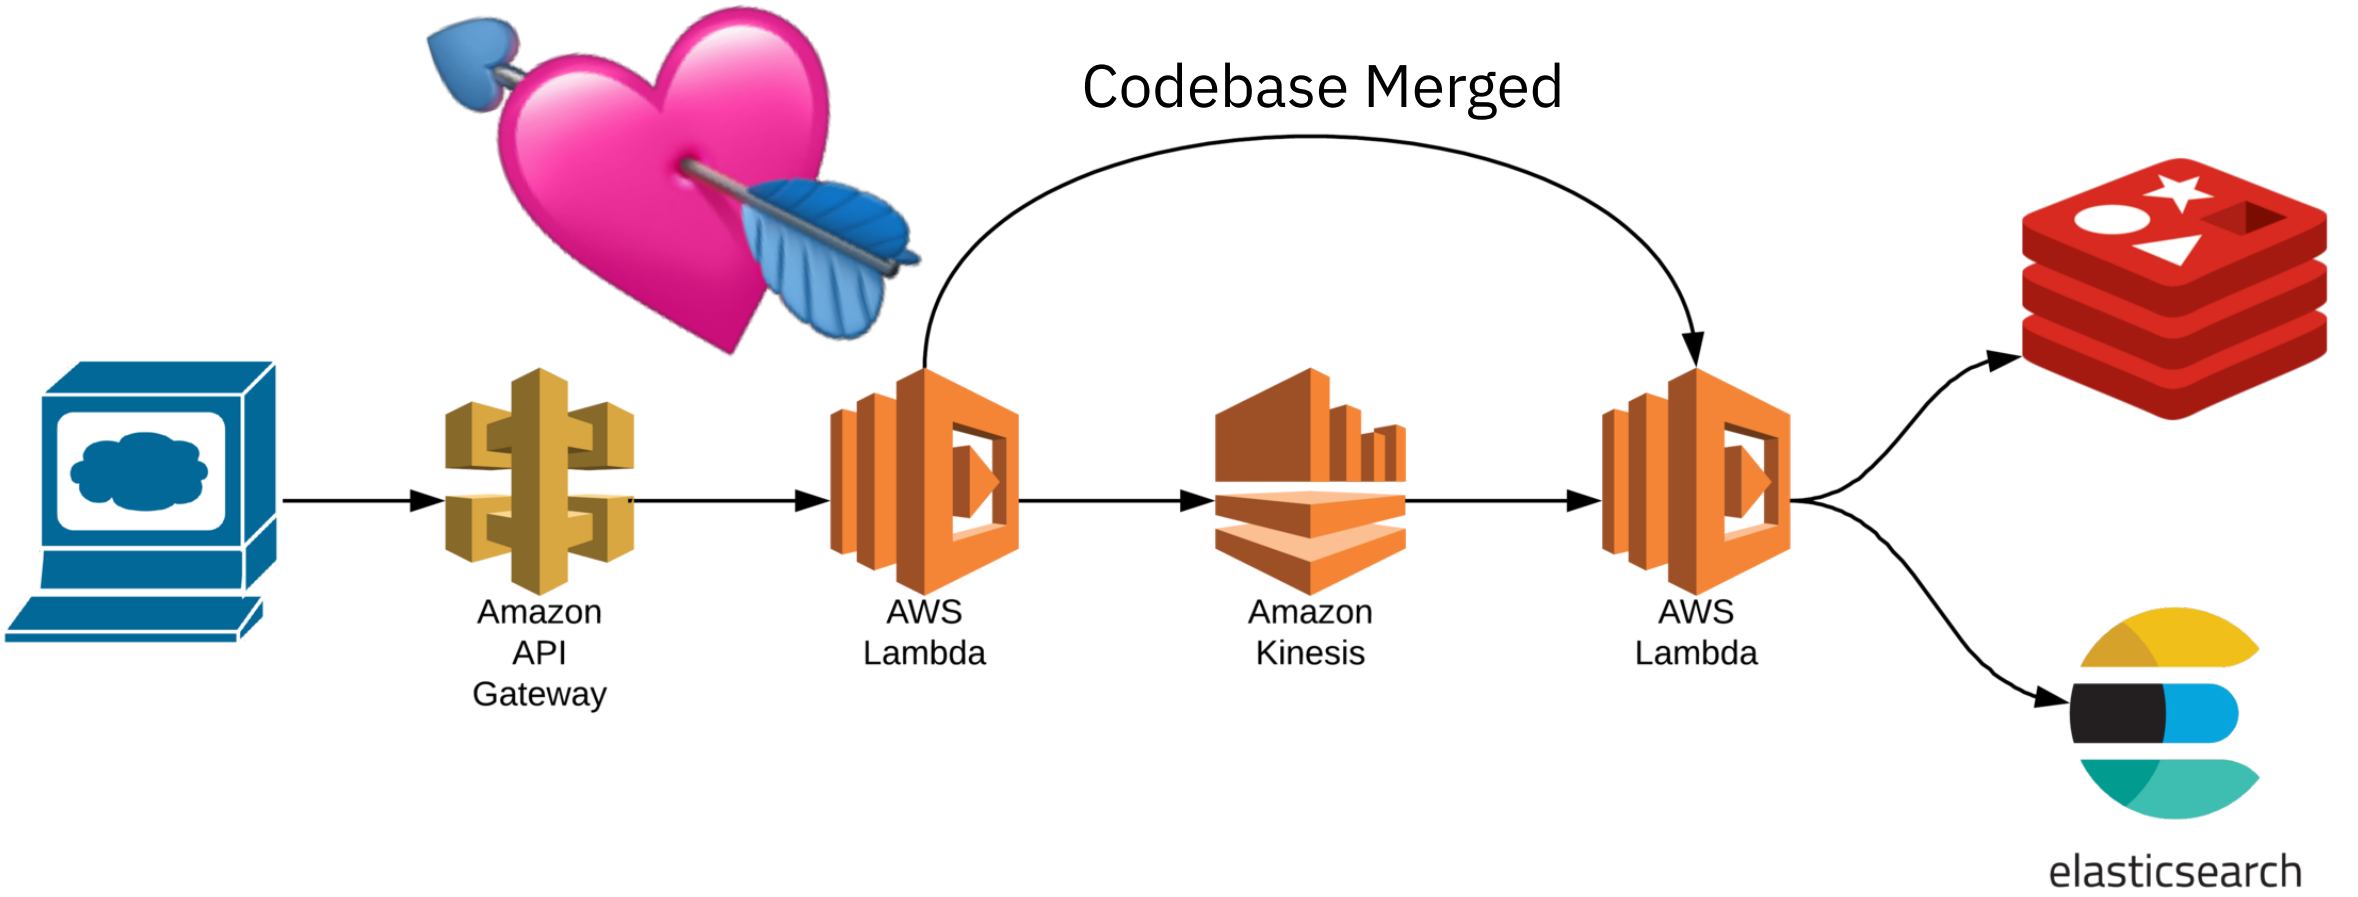 Codebase Merged
Amazon
API
Gateway
AWS
Lambda
Amazon
Kinesis
AWS
Lambda
elasticsearch